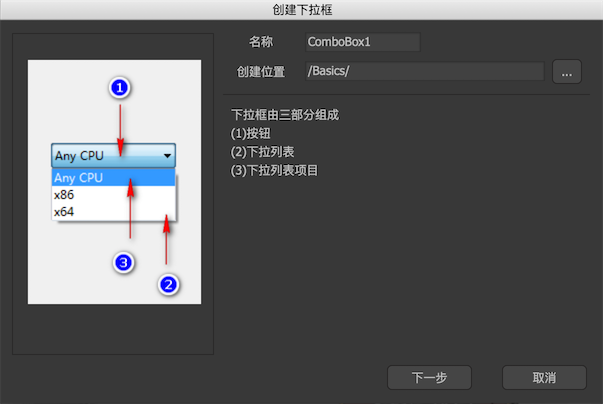 创建下拉框
名称 ComboBox1
创建位置 /Basics/ ...
1
Any CPU
Any CPU
x86
x64
3
2
下拉框由三部分组成
(1)按钮
(2)下拉列表
(3)下拉列表项目
下一步 取消